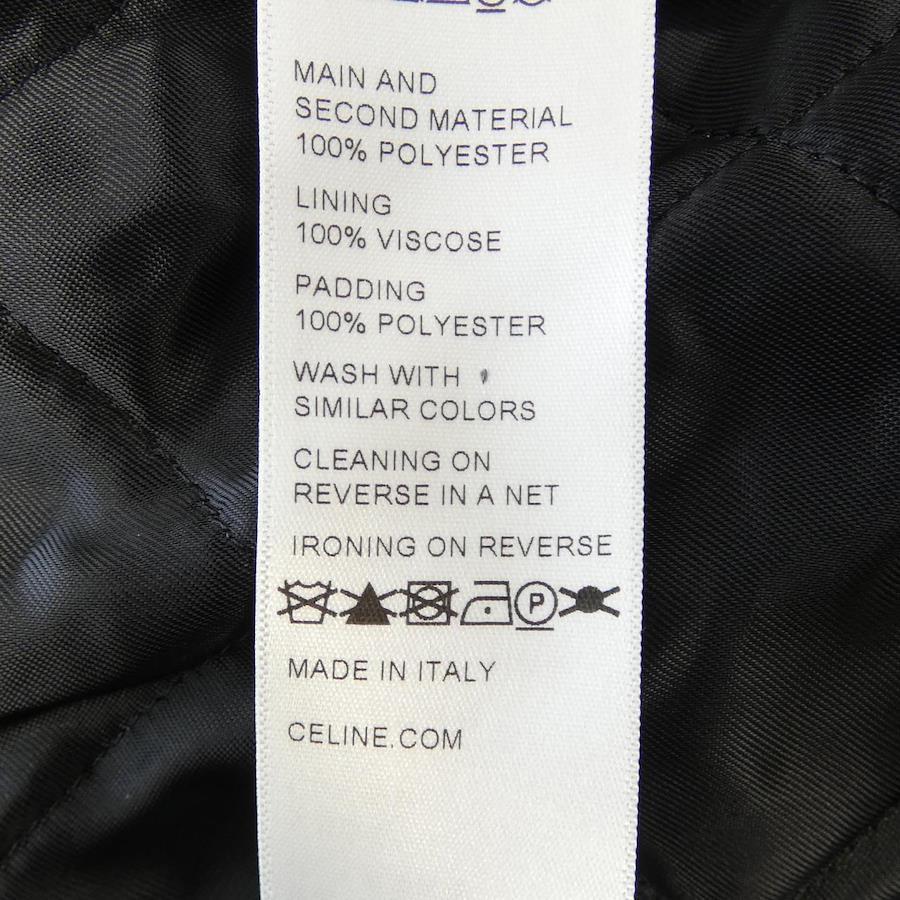 MAIN AND
SECOND MATERIAL
100% POLYESTER
LINING
100% VISCOSE
PADDING
100% POLYESTER
WASH WITH
SIMILAR COLORS
CLEANING ON
REVERSE IN A NET
IRONING ON REVERSE
P
MADE IN ITALY
CELINE.COM